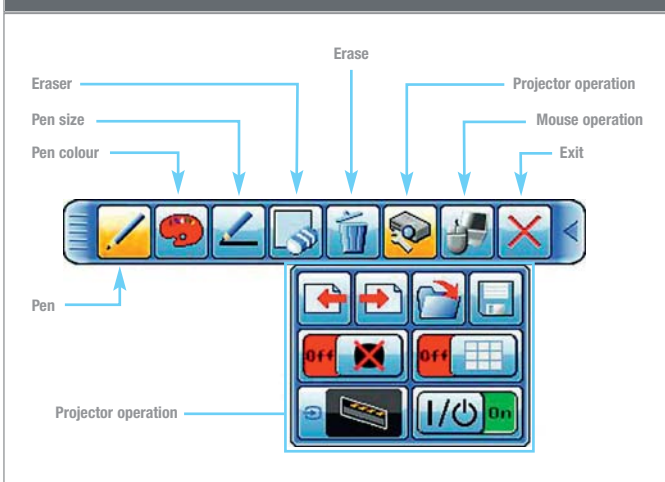 Erase
Eraser
Projector operation
Pen size
Mouse operation
Pen colour
Exit
Pen
Off
Off
Projector operation
I/
On